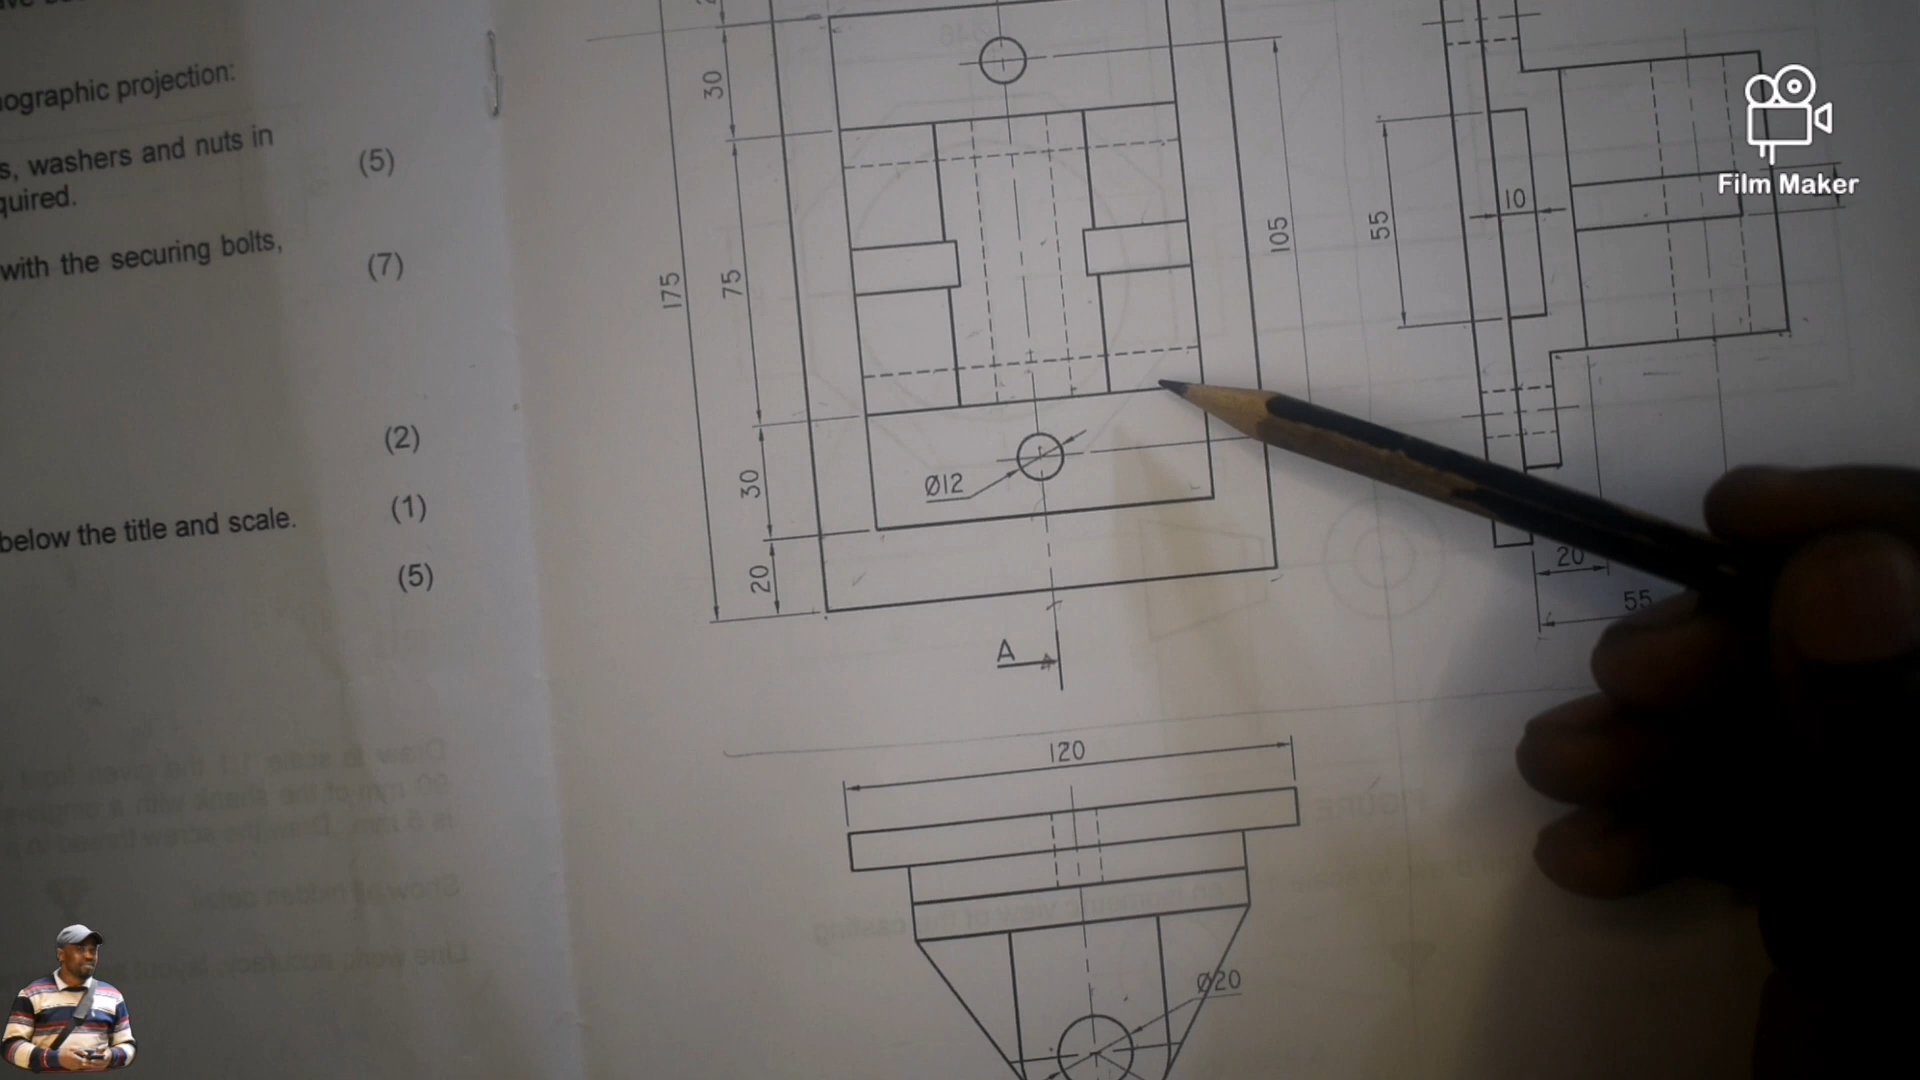 ographic projection:
s, washers and nuts in
quired.
(5)
with the securing bolts,
(7)
(2)
(1)
below the title and scale.
(5)
30
175
75
30
20
Ø12
105
A
55
10
20
55
120
Ø20
Film Maker